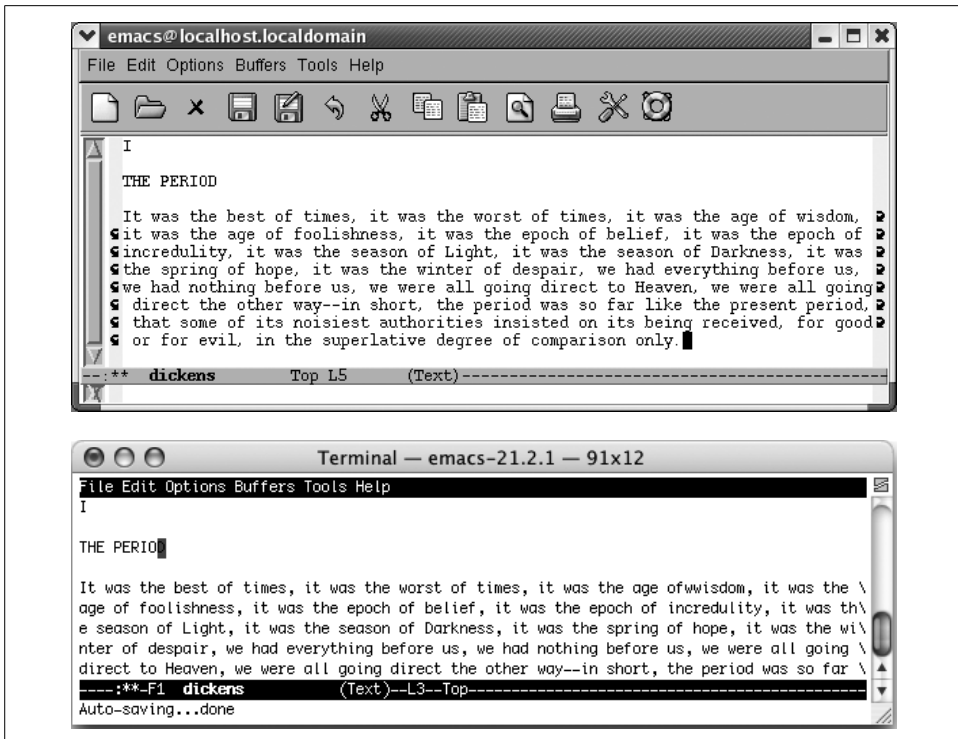 emacs@localhost.localdomain
File Edit Options Buffers Tools Help
I
THE PERIOD
It was the best of times, it was the worst of times, it was the age of wisdom,
it was the age of foolishness, it was the epoch of belief, it was the epoch of
incredulity, it was the season of Light, it was the season of Darkness, it was
the spring of hope, it was the winter of despair, we had everything before us,
we had nothing before us, we were all going direct to Heaven, we were all going
direct the other way--in short, the period was so far like the present period,
that some of its noisiest authorities insisted on its being received, for good
or for evil, in the superlative degree of comparison only.
--:** dickens Top L5 (Text)----------------------------------------------
Terminal — emacs-21.2.1 — 91x12
File Edit Options Buffers Tools Help
I
THE PERIOD
It was the best of times, it was the worst of times, it was the age ofwwisdom, it was the \
age of foolishness, it was the epoch of belief, it was the epoch of incredulity, it was th\
e season of Light, it was the season of Darkness, it was the spring of hope, it was the wi\
nter of despair, we had everything before us, we had nothing before us, we were all going \
direct to Heaven, we were all going direct the other way--in short, the period was so far \
----:**-F1 dickens (Text)--L3--Top--------------------------------------------------
Auto-saving...done